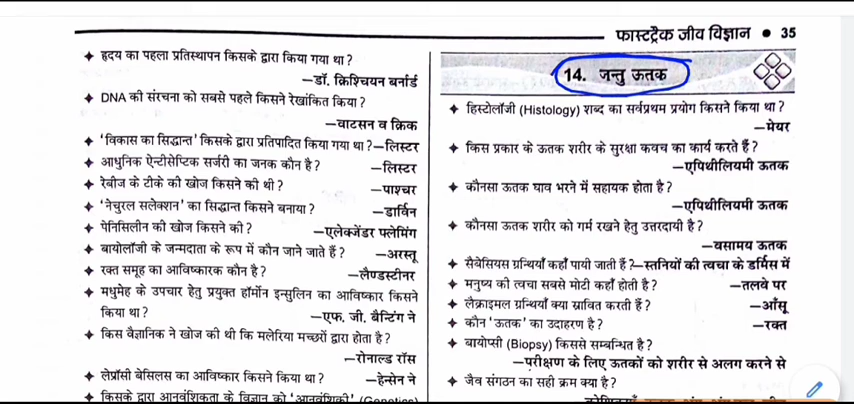 फास्टट्रैक जीव विज्ञान ● 35
हृदय का पहला प्रतिस्थापन किसके द्वारा किया गया था?
—डॉ. क्रिश्चियन बर्नार्ड
DNA की संरचना को सबसे पहले किसने रेखांकित किया?
—वाटसन व क्रिक
'विकास का सिद्धान्त' किसके द्वारा प्रतिपादित किया गया था?—लिस्टर
आधुनिक ऐन्टीसेप्टिक सर्जरी का जनक कौन है? —लिस्टर
रेबीज के टीके की खोज किसने की थी? —पाश्चर
'नेचुरल सलेक्शन' का सिद्धान्त किसने बनाया? —डार्विन
पेनिसिलीन की खोज किसने की? —एलेक्जेंडर फ्लेमिंग
बायोलॉजी के जन्मदाता के रूप में कौन जाने जाते हैं? —अरस्तू
रक्त समूह का आविष्कारक कौन है? —लैण्डस्टीनर
मधुमेह के उपचार हेतु प्रयुक्त हॉर्मोन इन्सुलिन का आविष्कार किसने
किया था? —एफ. जी. बैन्टिंग ने
किस वैज्ञानिक ने खोज की थी कि मलेरिया मच्छरों द्वारा होता है?
—रोनाल्ड रॉस
लेप्रॉसी बेसिलस का आविष्कार किसने किया था? —हेन्सेन ने
किसके द्वारा आनुवंशिकता के विज्ञान को 'आनुवंशिकी' (Genetics)
14. जन्तु ऊतक
हिस्टोलॉजी (Histology) शब्द का सर्वप्रथम प्रयोग किसने किया था?
—मेयर
किस प्रकार के ऊतक शरीर के सुरक्षा कवच का कार्य करते हैं?
—एपिथीलियमी ऊतक
कौनसा ऊतक घाव भरने में सहायक होता है?
—एपिथीलियमी ऊतक
कौनसा ऊतक शरीर को गर्म रखने हेतु उत्तरदायी है?
—वसामय ऊतक
सैबेसियस ग्रन्थियाँ कहाँ पायी जाती हैं?—स्तनियों की त्वचा के डर्मिस में
मनुष्य की त्वचा सबसे मोटी कहाँ होती है? —तलवे पर
लैक्राइमल ग्रन्थियाँ क्या स्रावित करती हैं? —आँसू
कौन 'ऊतक' का उदाहरण है? —रक्त
बायोप्सी (Biopsy) किससे सम्बन्धित है?
—परीक्षण के लिए ऊतकों को शरीर से अलग करने से
जैव संगठन का सही क्रम क्या है?